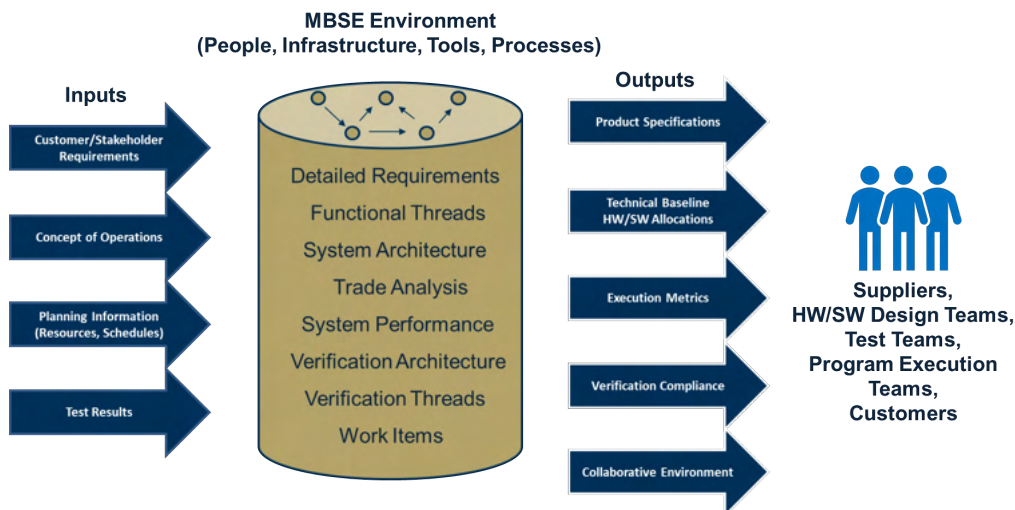 MBSE Environment
(People, Infrastructure, Tools, Processes)
Inputs
Customer/Stakeholder
Requirements
Concept of Operations
Planning Information
(Resources, Schedules)
Test Results
Detailed Requirements
Functional Threads
System Architecture
Trade Analysis
System Performance
Verification Architecture
Verification Threads
Work Items
Outputs
Product Specifications
Technical Baseline
HW/SW Allocations
Execution Metrics
Verification Compliance
Collaborative Environment
Suppliers,
HW/SW Design Teams,
Test Teams,
Program Execution
Teams,
Customers